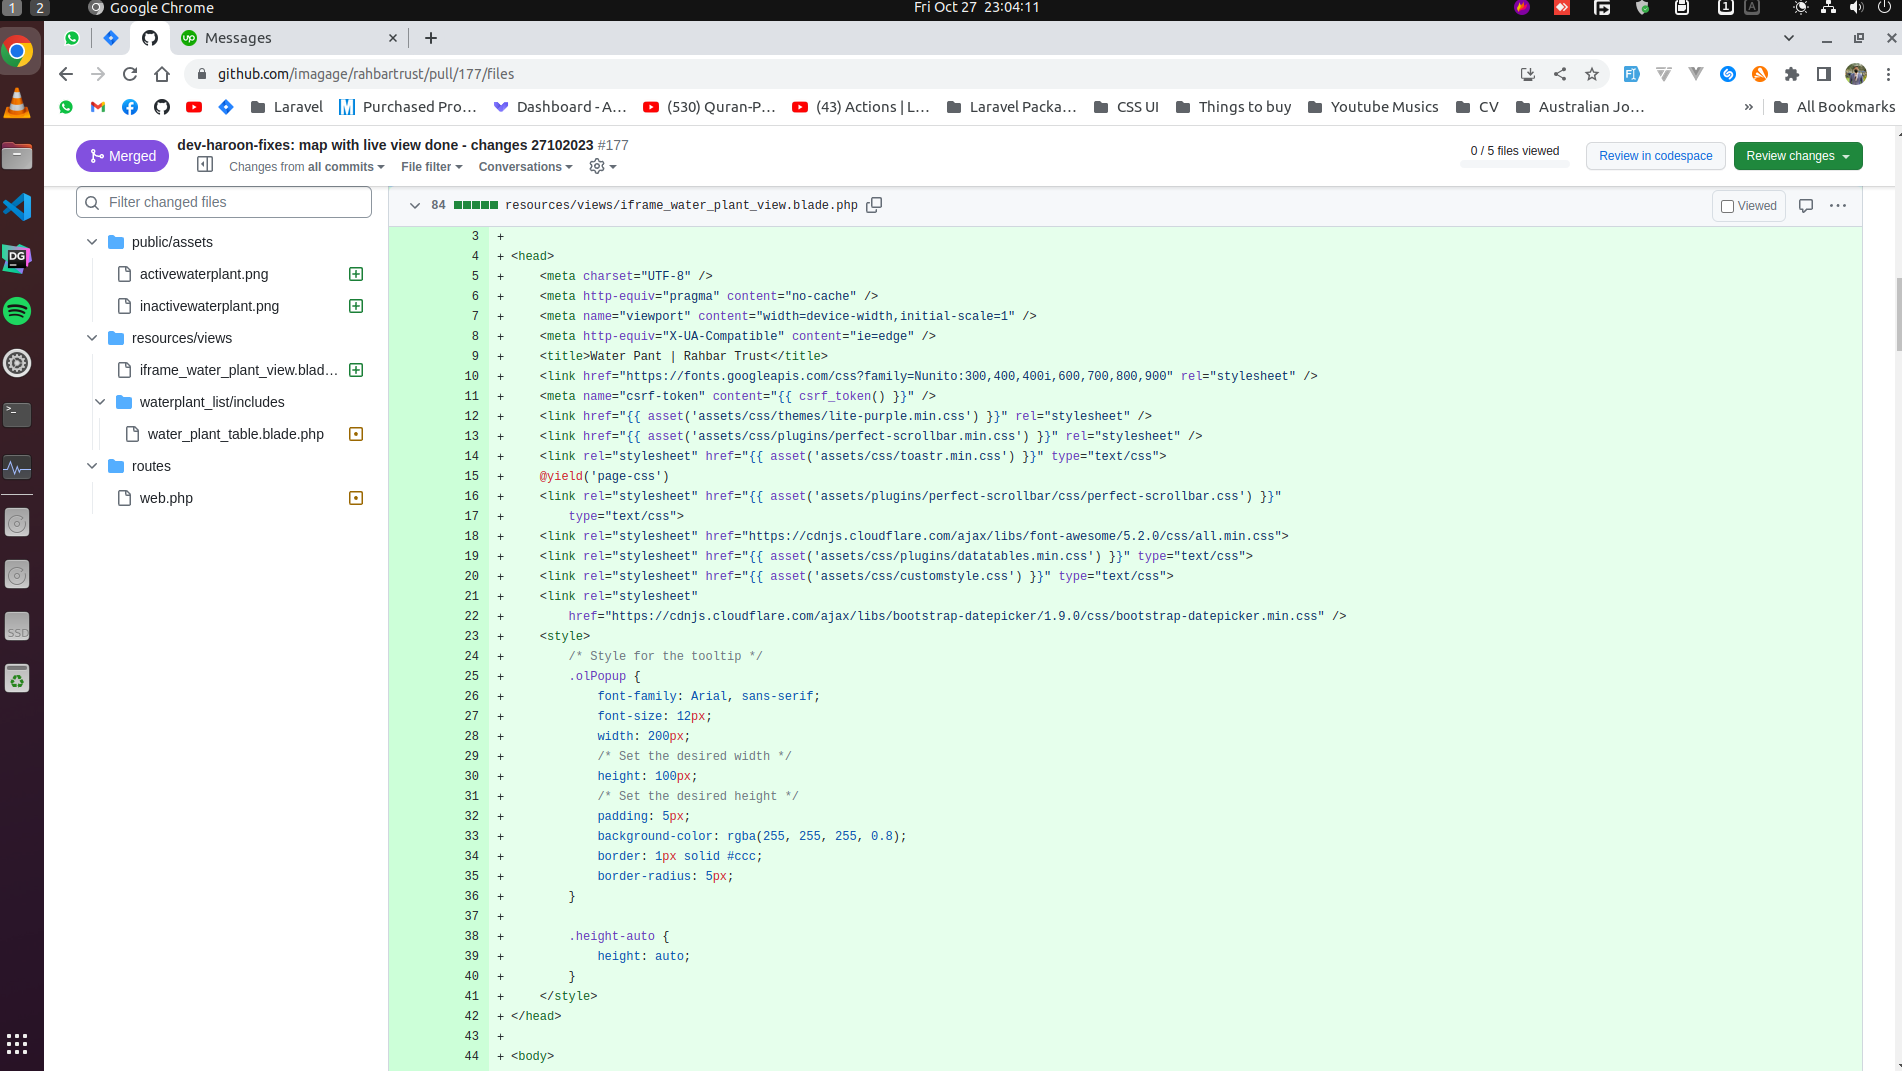 1 2 Google Chrome Fri Oct 27 23:04:11 1 A
Messages
github.com/imagage/rahbartrust/pull/177/files
Laravel Purchased Pro... Dashboard - A... (530) Quran-P... (43) Actions | L... Laravel Packa... CSS UI Things to buy Youtube Musics CV Australian Jo... » All Bookmarks
Merged dev-haroon-fixes: map with live view done - changes 27102023 #177
Changes from all commits File filter Conversations
0 / 5 files viewed Review in codespace Review changes
Filter changed files
public/assets
activewaterplant.png
inactivewaterplant.png
resources/views
iframe_water_plant_view.blad...
waterplant_list/includes
water_plant_table.blade.php
routes
web.php
84 resources/views/iframe_water_plant_view.blade.php Viewed
3 +
4 + <head>
5 +     <meta charset="UTF-8" />
6 +     <meta http-equiv="pragma" content="no-cache" />
7 +     <meta name="viewport" content="width=device-width,initial-scale=1" />
8 +     <meta http-equiv="X-UA-Compatible" content="ie=edge" />
9 +     <title>Water Pant | Rahbar Trust</title>
10 +     <link href="https://fonts.googleapis.com/css?family=Nunito:300,400,400i,600,700,800,900" rel="stylesheet" />
11 +     <meta name="csrf-token" content="{{ csrf_token() }}" />
12 +     <link href="{{ asset('assets/css/themes/lite-purple.min.css') }}" rel="stylesheet" />
13 +     <link href="{{ asset('assets/css/plugins/perfect-scrollbar.min.css') }}" rel="stylesheet" />
14 +     <link rel="stylesheet" href="{{ asset('assets/css/toastr.min.css') }}" type="text/css">
15 +     @yield('page-css')
16 +     <link rel="stylesheet" href="{{ asset('assets/plugins/perfect-scrollbar/css/perfect-scrollbar.css') }}"
17 +         type="text/css">
18 +     <link rel="stylesheet" href="https://cdnjs.cloudflare.com/ajax/libs/font-awesome/5.2.0/css/all.min.css">
19 +     <link rel="stylesheet" href="{{ asset('assets/css/plugins/datatables.min.css') }}" type="text/css">
20 +     <link rel="stylesheet" href="{{ asset('assets/css/customstyle.css') }}" type="text/css">
21 +     <link rel="stylesheet"
22 +         href="https://cdnjs.cloudflare.com/ajax/libs/bootstrap-datepicker/1.9.0/css/bootstrap-datepicker.min.css" />
23 +     <style>
24 +         /* Style for the tooltip */
25 +         .olPopup {
26 +             font-family: Arial, sans-serif;
27 +             font-size: 12px;
28 +             width: 200px;
29 +             /* Set the desired width */
30 +             height: 100px;
31 +             /* Set the desired height */
32 +             padding: 5px;
33 +             background-color: rgba(255, 255, 255, 0.8);
34 +             border: 1px solid #ccc;
35 +             border-radius: 5px;
36 +         }
37 +
38 +         .height-auto {
39 +             height: auto;
40 +         }
41 +     </style>
42 + </head>
43 +
44 + <body>
DG
SSD